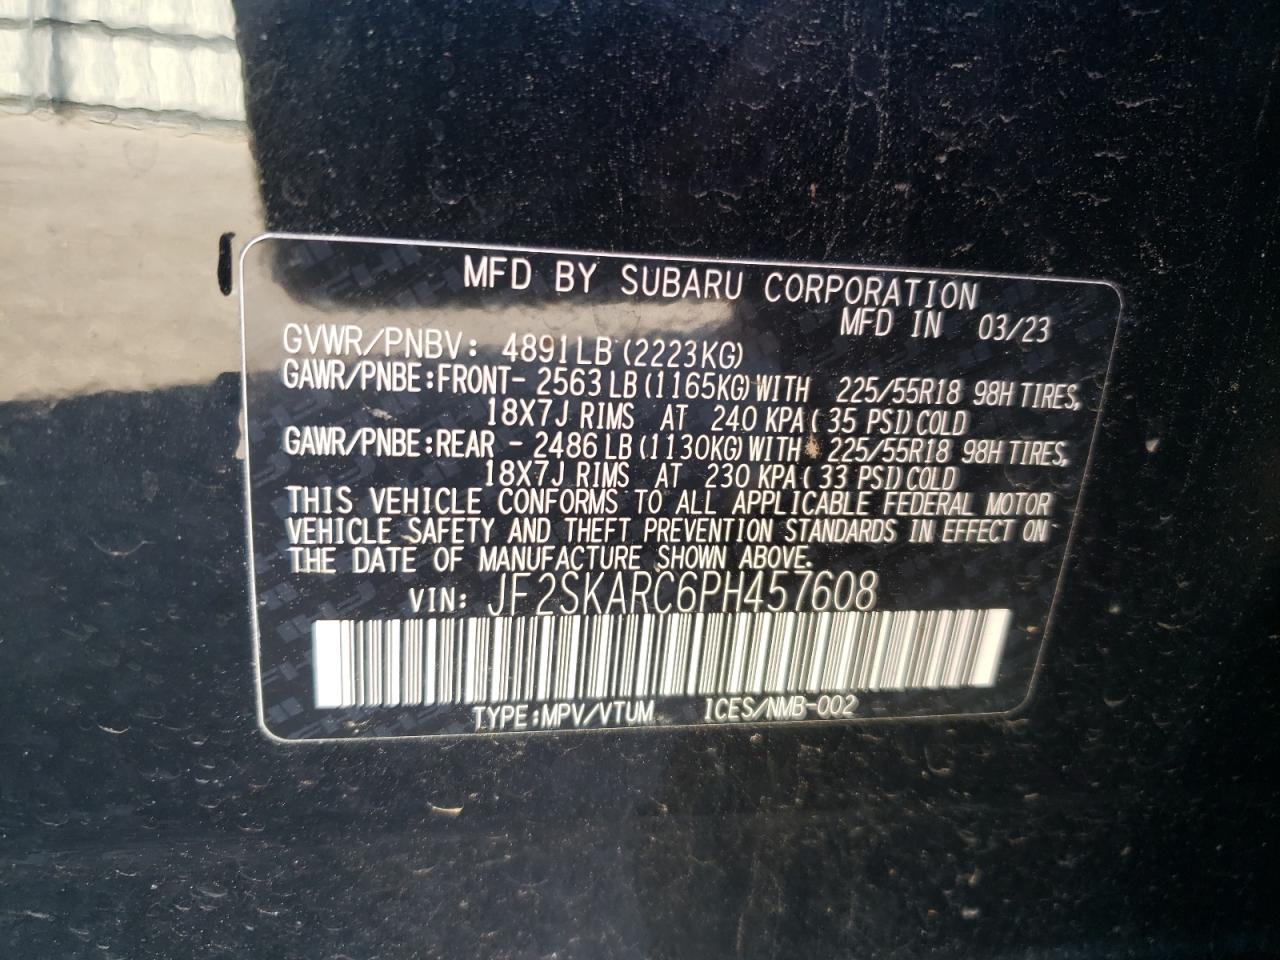 MFD BY SUBARU CORPORATION
MFD IN 03/23
GVWR/PNBV: 4891LB (2223KG)
GAWR/PNBE:FRONT- 2563 LB (1165KG) WITH 225/55R18 98H TIRES,
18X7J RIMS AT 240 KPA ( 35 PSI) COLD
GAWR/PNBE:REAR - 2486 LB (1130KG) WITH 225/55R18 98H TIRES,
18X7J RIMS AT 230 KPA ( 33 PSI) COLD
THIS VEHICLE CONFORMS TO ALL APPLICABLE FEDERAL MOTOR
VEHICLE SAFETY AND THEFT PREVENTION STANDARDS IN EFFECT ON
THE DATE OF MANUFACTURE SHOWN ABOVE.
VIN: JF2SKARC6PH457608
TYPE:MPV/VTUM ICES/NMB-002